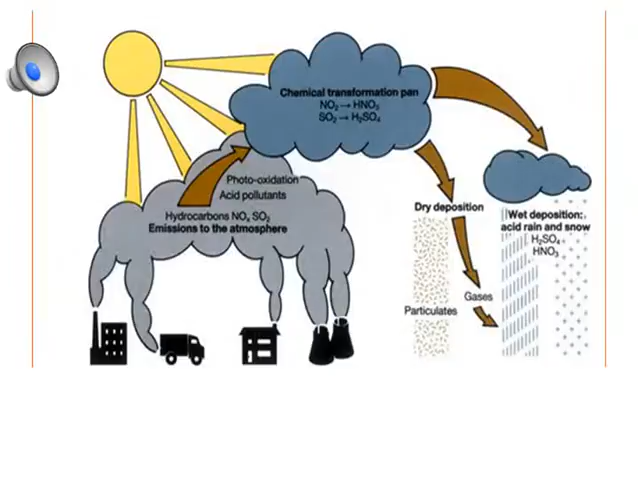 Chemical transformation pan
NO₂ → HNO₃
SO₂ → H₂SO₄
Photo-oxidation
Acid pollutants
Hydrocarbons NOₓ SO₂
Emissions to the atmosphere
Dry deposition
Wet deposition:
acid rain and snow
H₂SO₄
HNO₃
Gases
Particulates